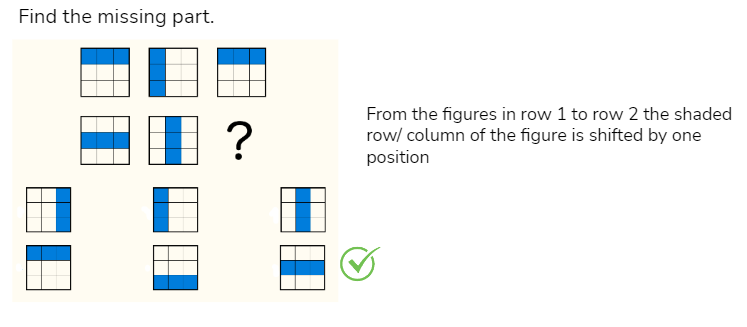 Find the missing part.
?
From the figures in row 1 to row 2 the shaded
row/ column of the figure is shifted by one
position